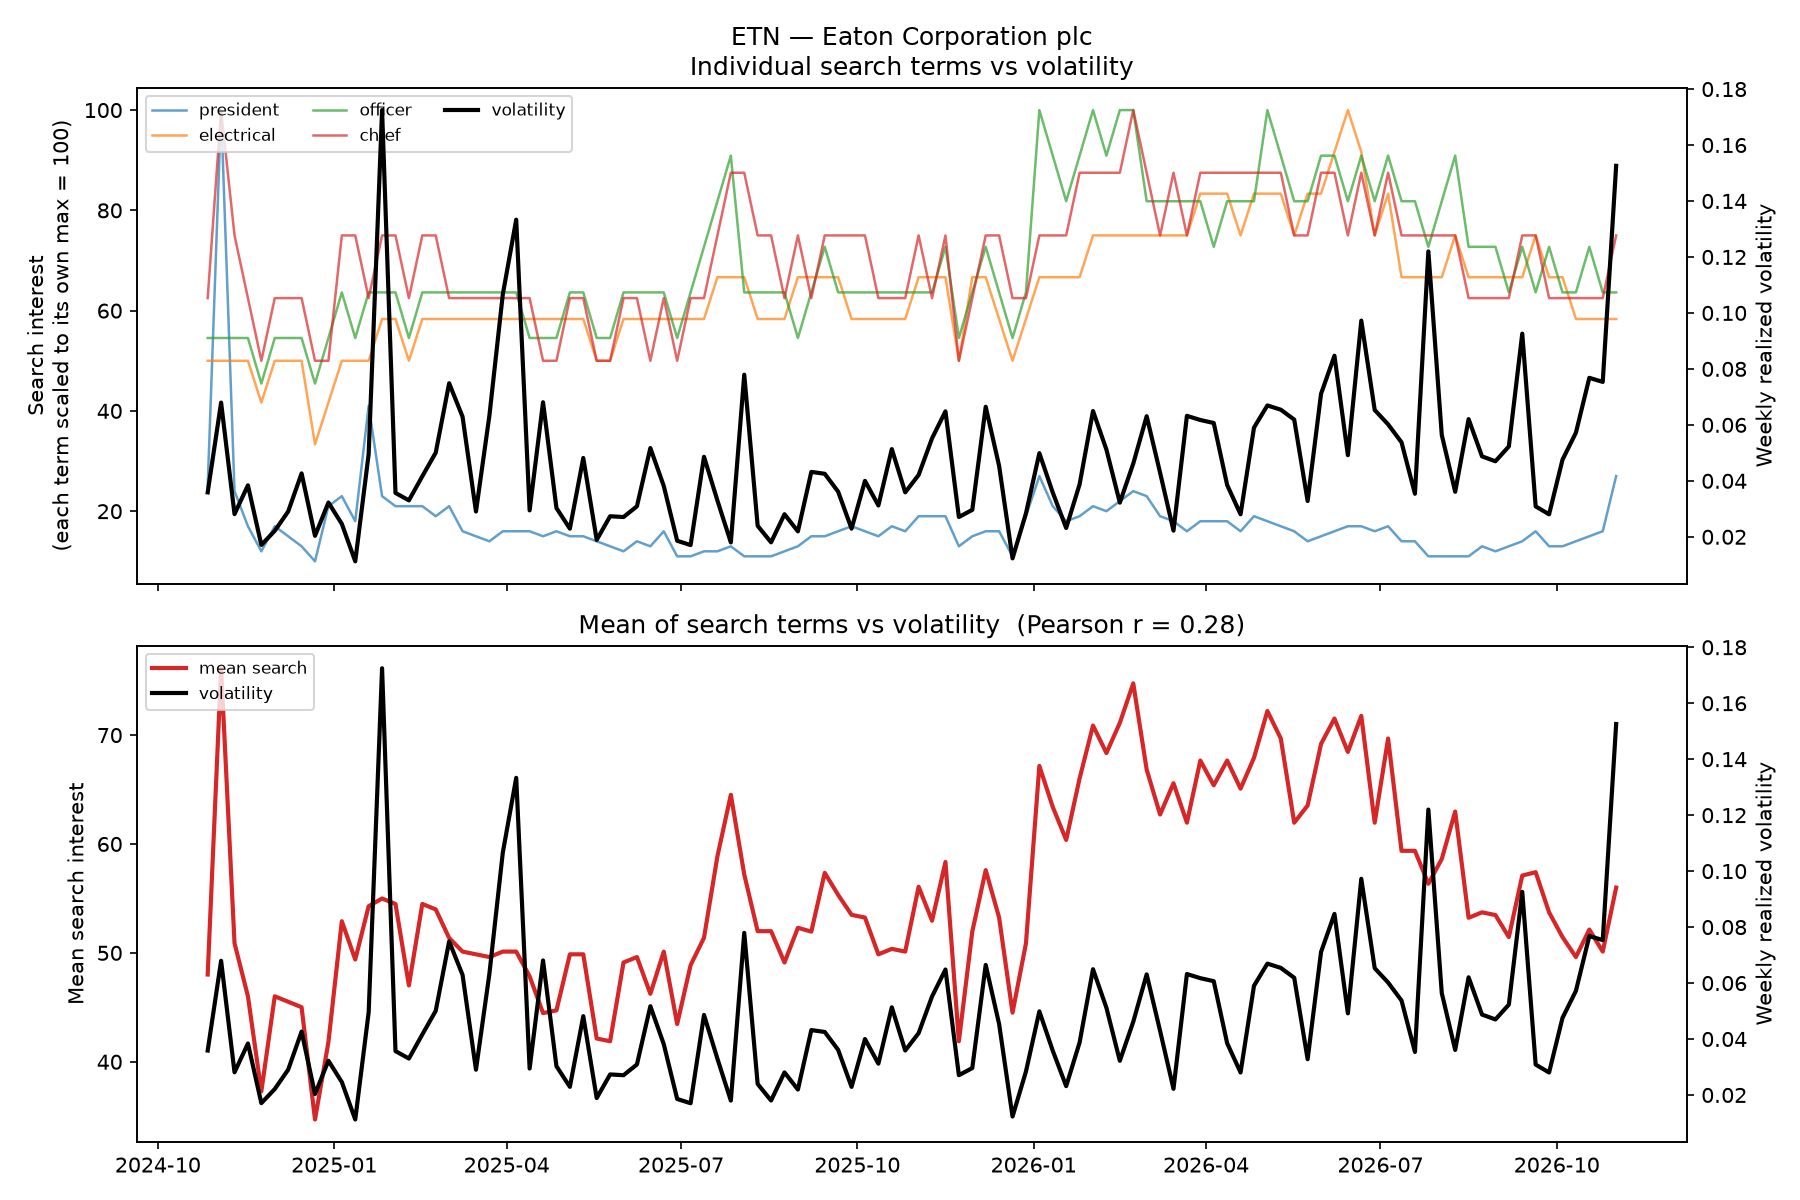 ETN — Eaton Corporation plc
Individual search terms vs volatility
president
electrical
officer
chief
volatility
Search interest
(each term scaled to its own max = 100)
100
80
60
40
20
0.18
0.16
0.14
0.12
0.10
0.08
0.06
0.04
0.02
Weekly realized volatility
Mean of search terms vs volatility (Pearson r = 0.28)
mean search
volatility
Mean search interest
70
60
50
40
0.18
0.16
0.14
0.12
0.10
0.08
0.06
0.04
0.02
Weekly realized volatility
2024-10
2025-01
2025-04
2025-07
2025-10
2026-01
2026-04
2026-07
2026-10